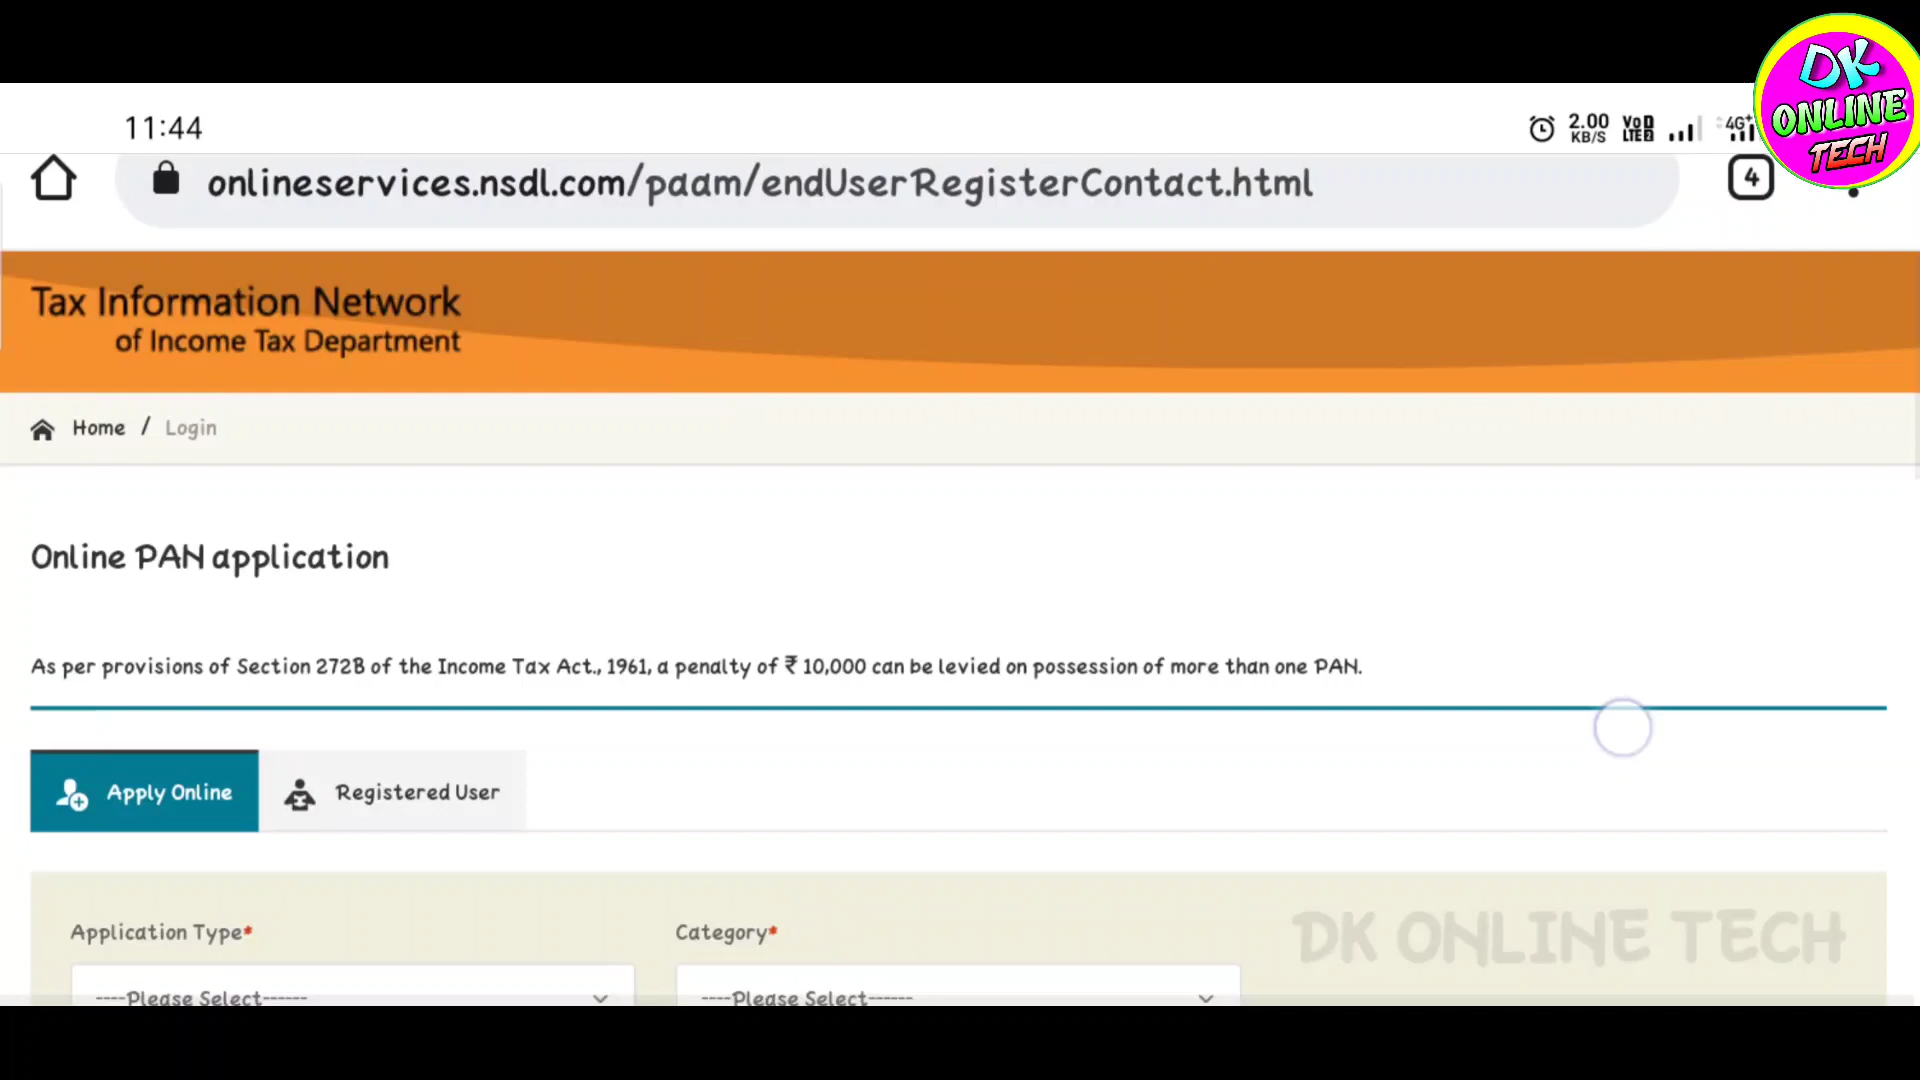 DK
ONLINE
TECH
11:44
2.00
KB/S
4G+
onlineservices.nsdl.com/paam/endUserRegisterContact.html
4
Tax Information Network
of Income Tax Department
Home / Login
Online PAN application
As per provisions of Section 272B of the Income Tax Act., 1961, a penalty of ₹ 10,000 can be levied on possession of more than one PAN.
Apply Online
Registered User
Application Type*
Category*
DK ONLINE TECH
----Please Select------
----Please Select------